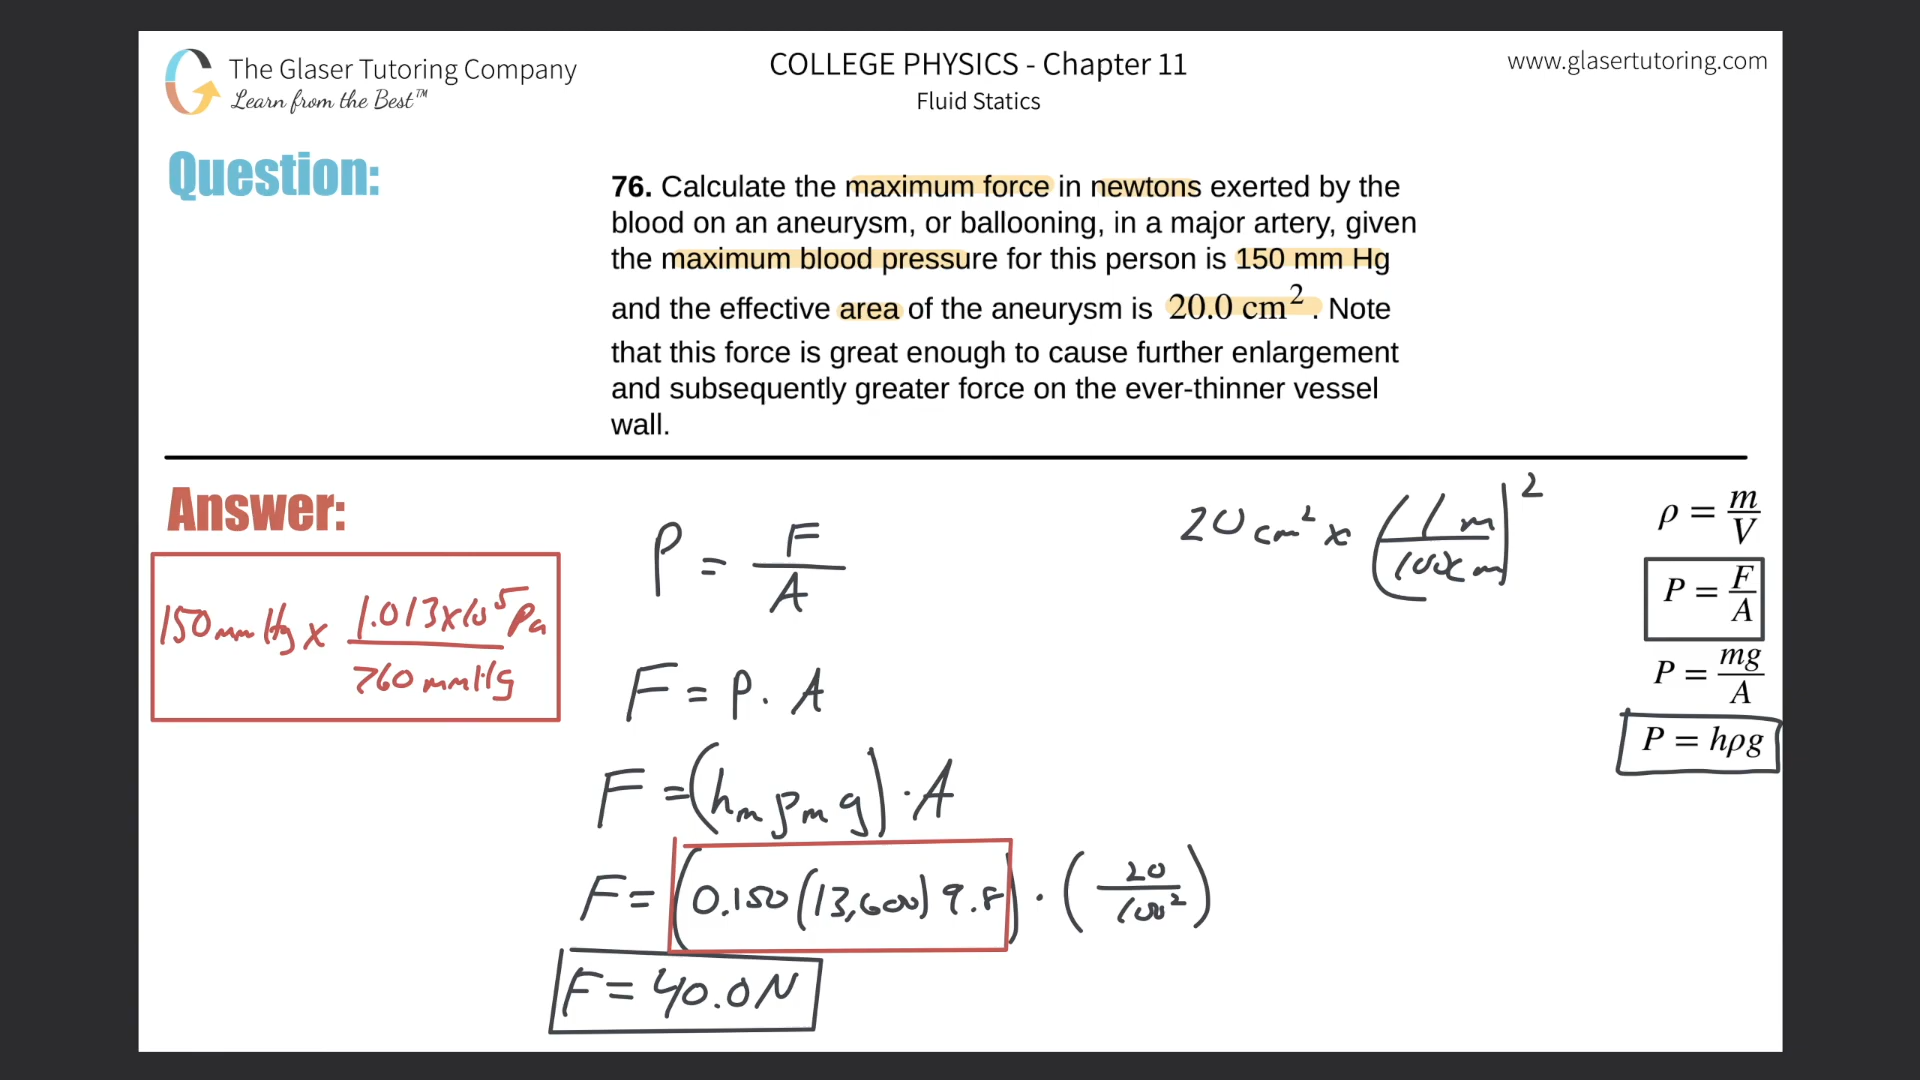 The Glaser Tutoring Company
Learn from the Best™
COLLEGE PHYSICS - Chapter 11
Fluid Statics
www.glasertutoring.com
Question:
76. Calculate the maximum force in newtons exerted by the
blood on an aneurysm, or ballooning, in a major artery, given
the maximum blood pressure for this person is 150 mm Hg
and the effective area of the aneurysm is 20.0 cm². Note
that this force is great enough to cause further enlargement
and subsequently greater force on the ever-thinner vessel
wall.
Answer:
150 mm Hg x 1.013x10⁵ Pa / 760 mmHg
P = F/A
F = P · A
F = (hₘ ρₘ g) · A
F = (0.150 (13,600) 9.8) · (20/100²)
F = 40.0 N
20 cm² x (1 m / 100 cm)²
ρ = m/V
P = F/A
P = mg/A
P = hρg